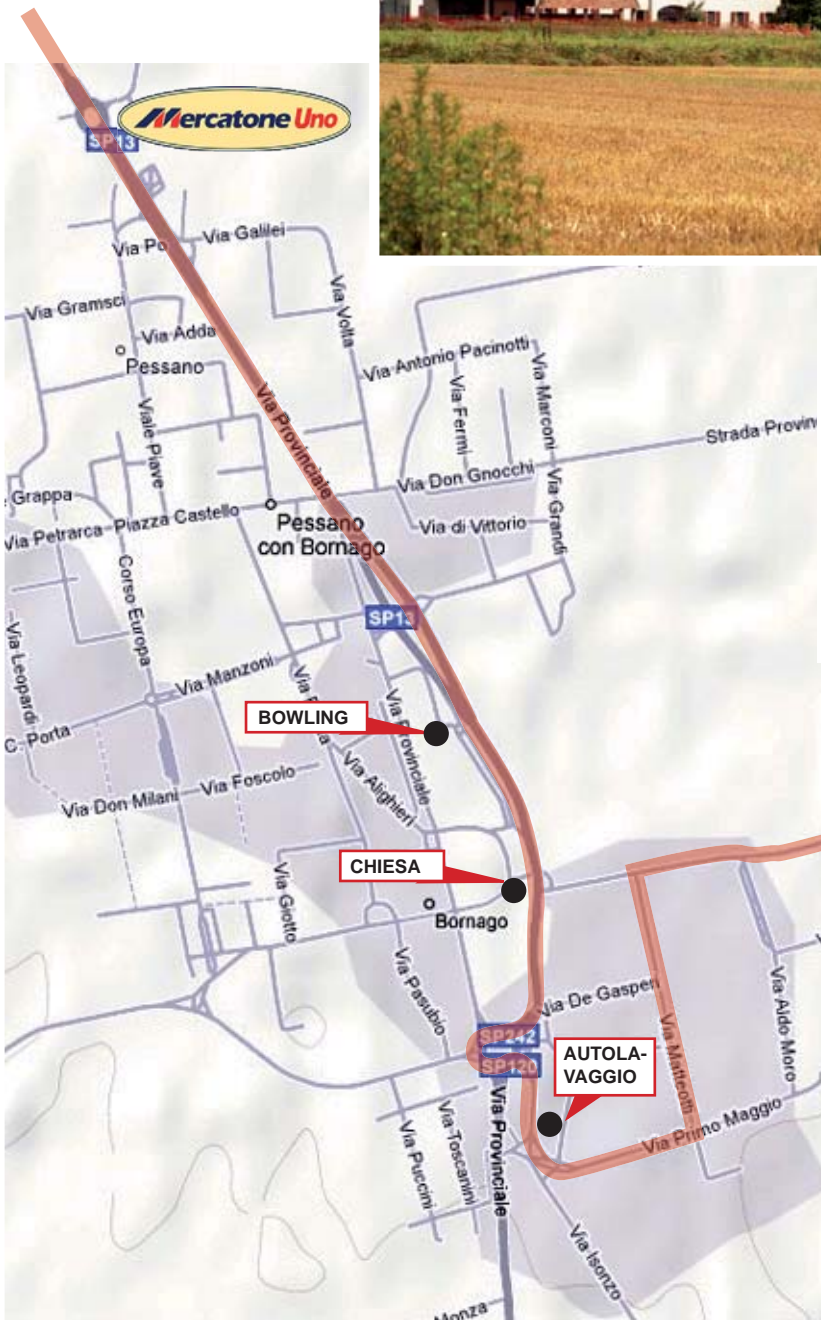 Mercatone Uno
SP13
Via Po
Via Galilei
Via Gramsci
Via Adda
Via Volta
Pessano
Via Antonio Pacinotti
Via Fermi
Via Marconi
Viale Piave
Via Provinciale
Strada Provin
Grappa
Via Don Gnocchi
Via Grandi
Via Petrarca
Piazza Castello
Pessano
con Bornago
Via di Vittorio
Corso Europa
SP13
Via Leopardi
Via Manzoni
C. Porta
BOWLING
Via Provinciale
Via Don Milani
Via Foscolo
Via Alighieri
CHIESA
Via Giotto
Bornago
Via Pasubio
Via De Gasperi
Via Aldo Moro
SP242
SP120
AUTOLA-
VAGGIO
Via Matteotti
Via Primo Maggio
Via Provinciale
Via Toscanini
Via Puccini
Via Isonzo
Monza